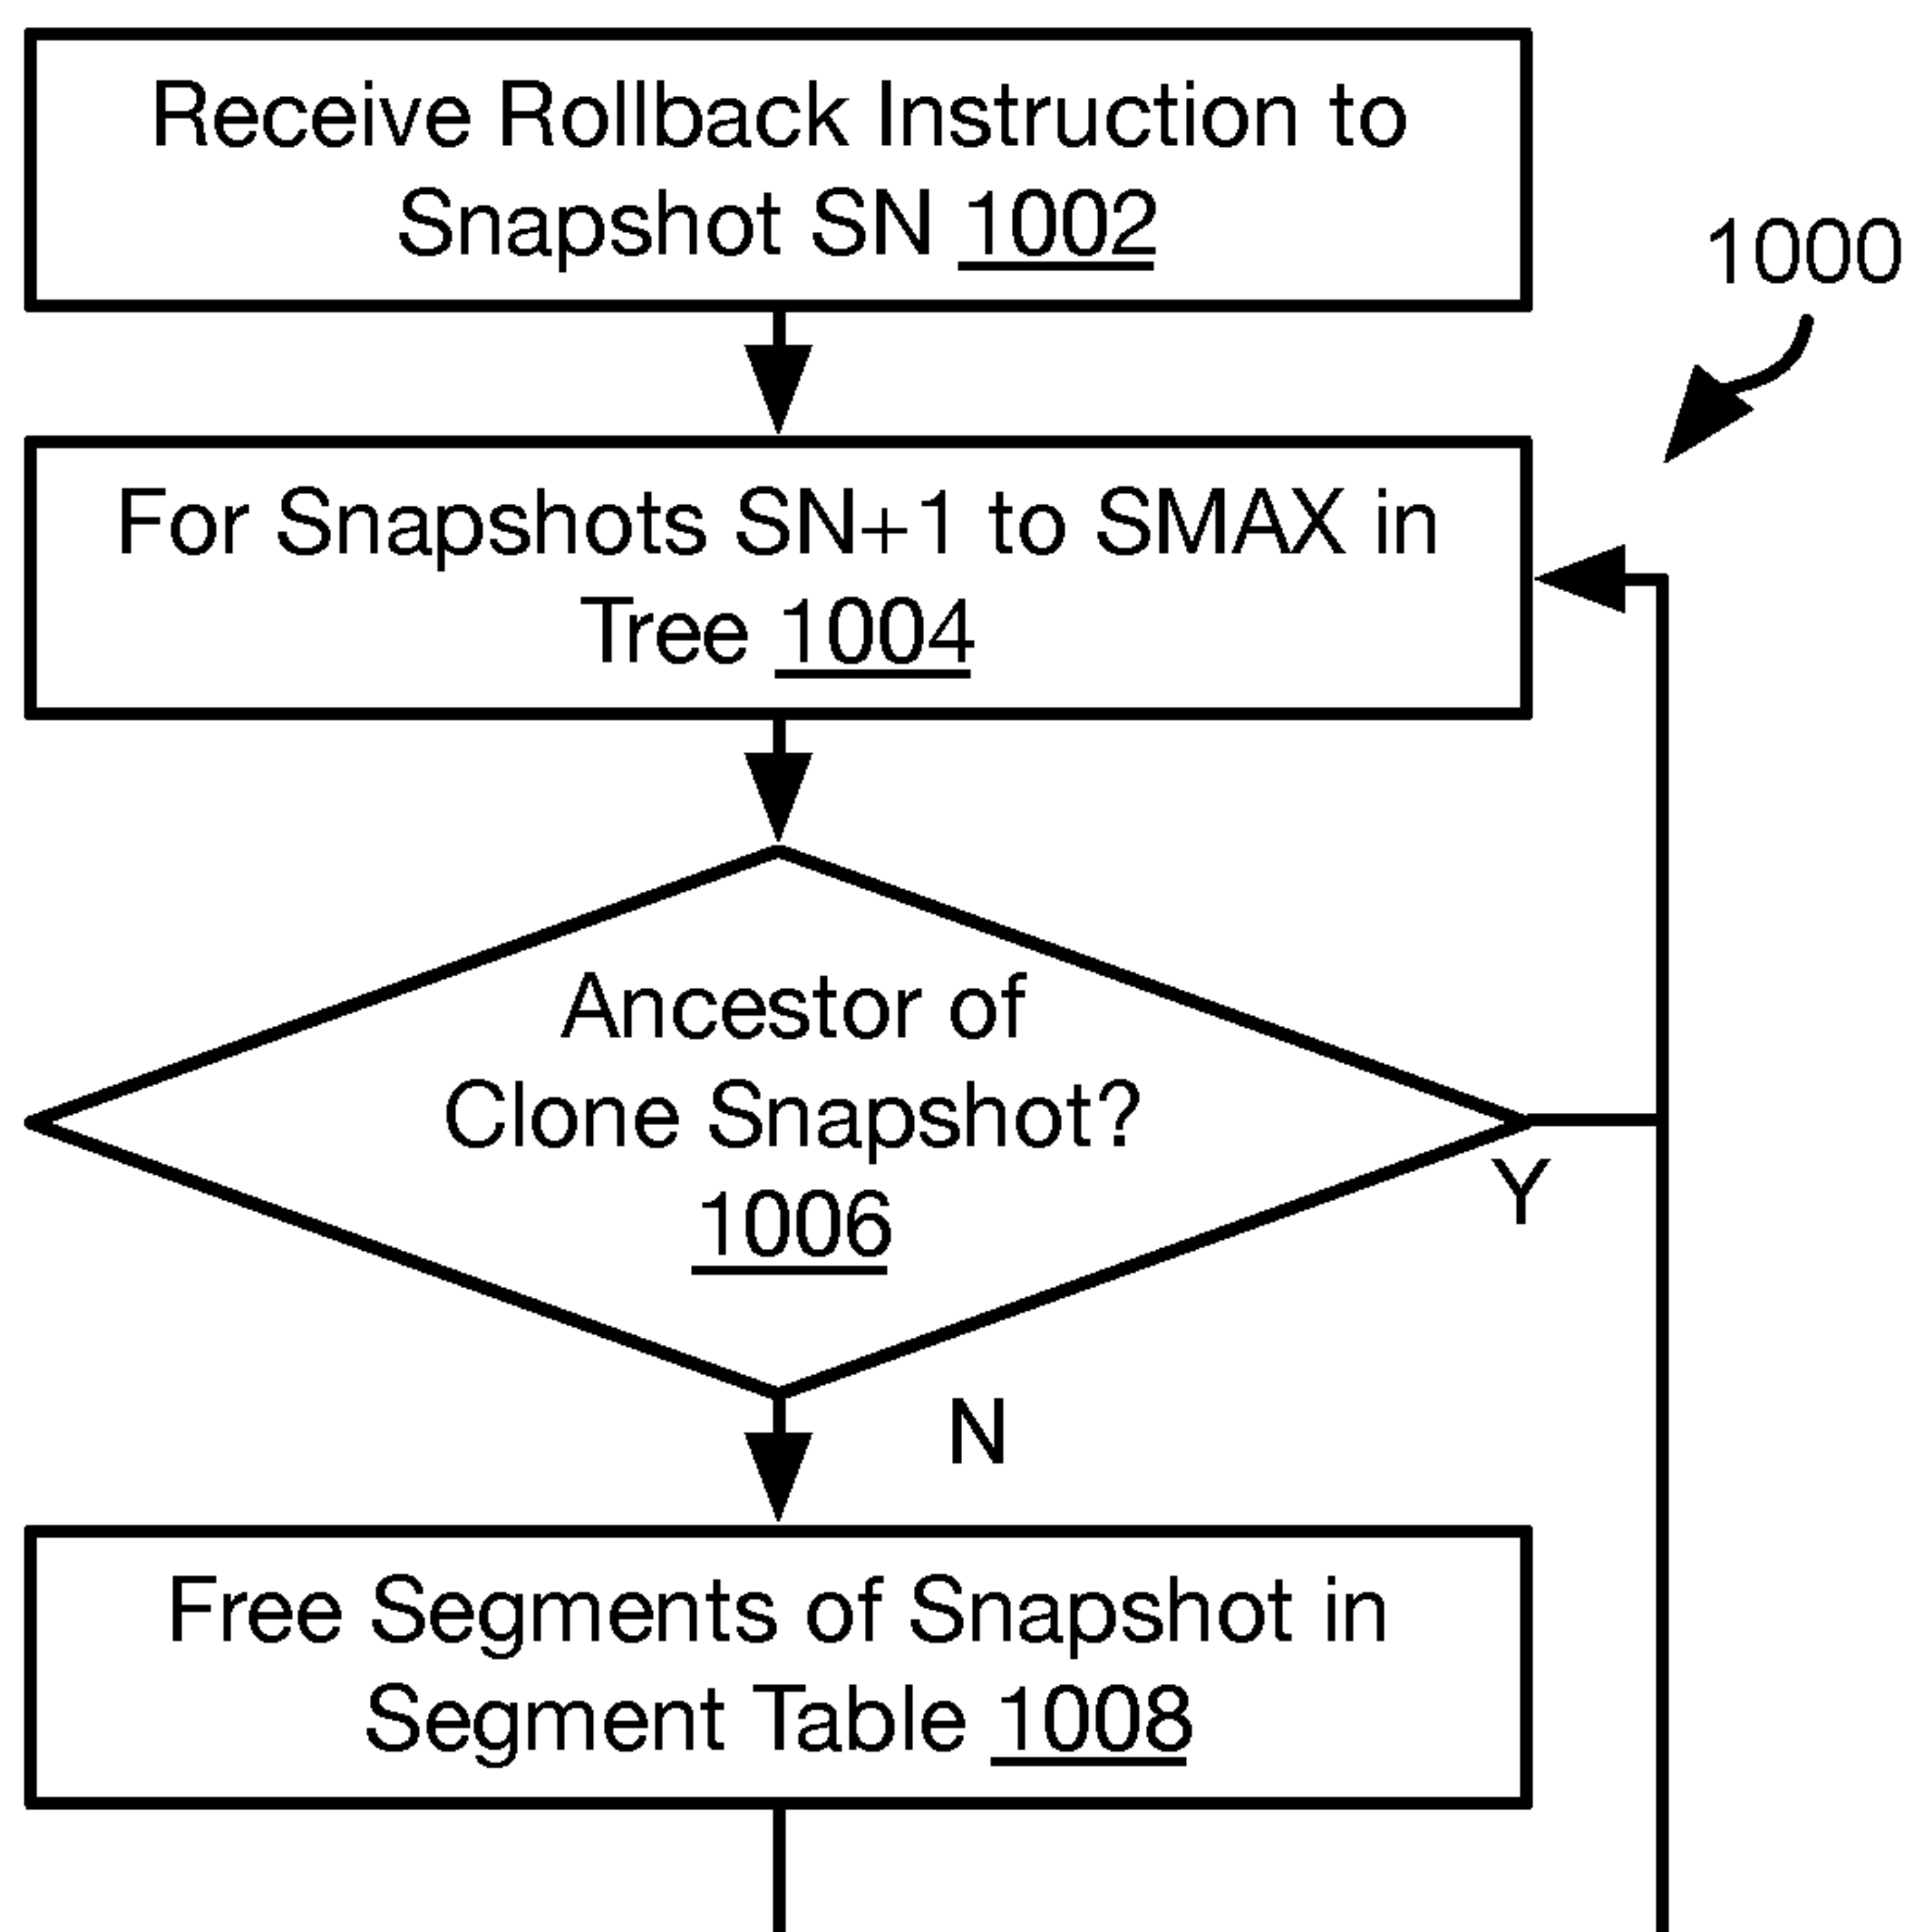 Receive Rollback Instruction to
Snapshot SN 1002
1000
For Snapshots SN+1 to SMAX in
Tree 1004
Ancestor of
Clone Snapshot?
1006
Y
N
Free Segments of Snapshot in
Segment Table 1008